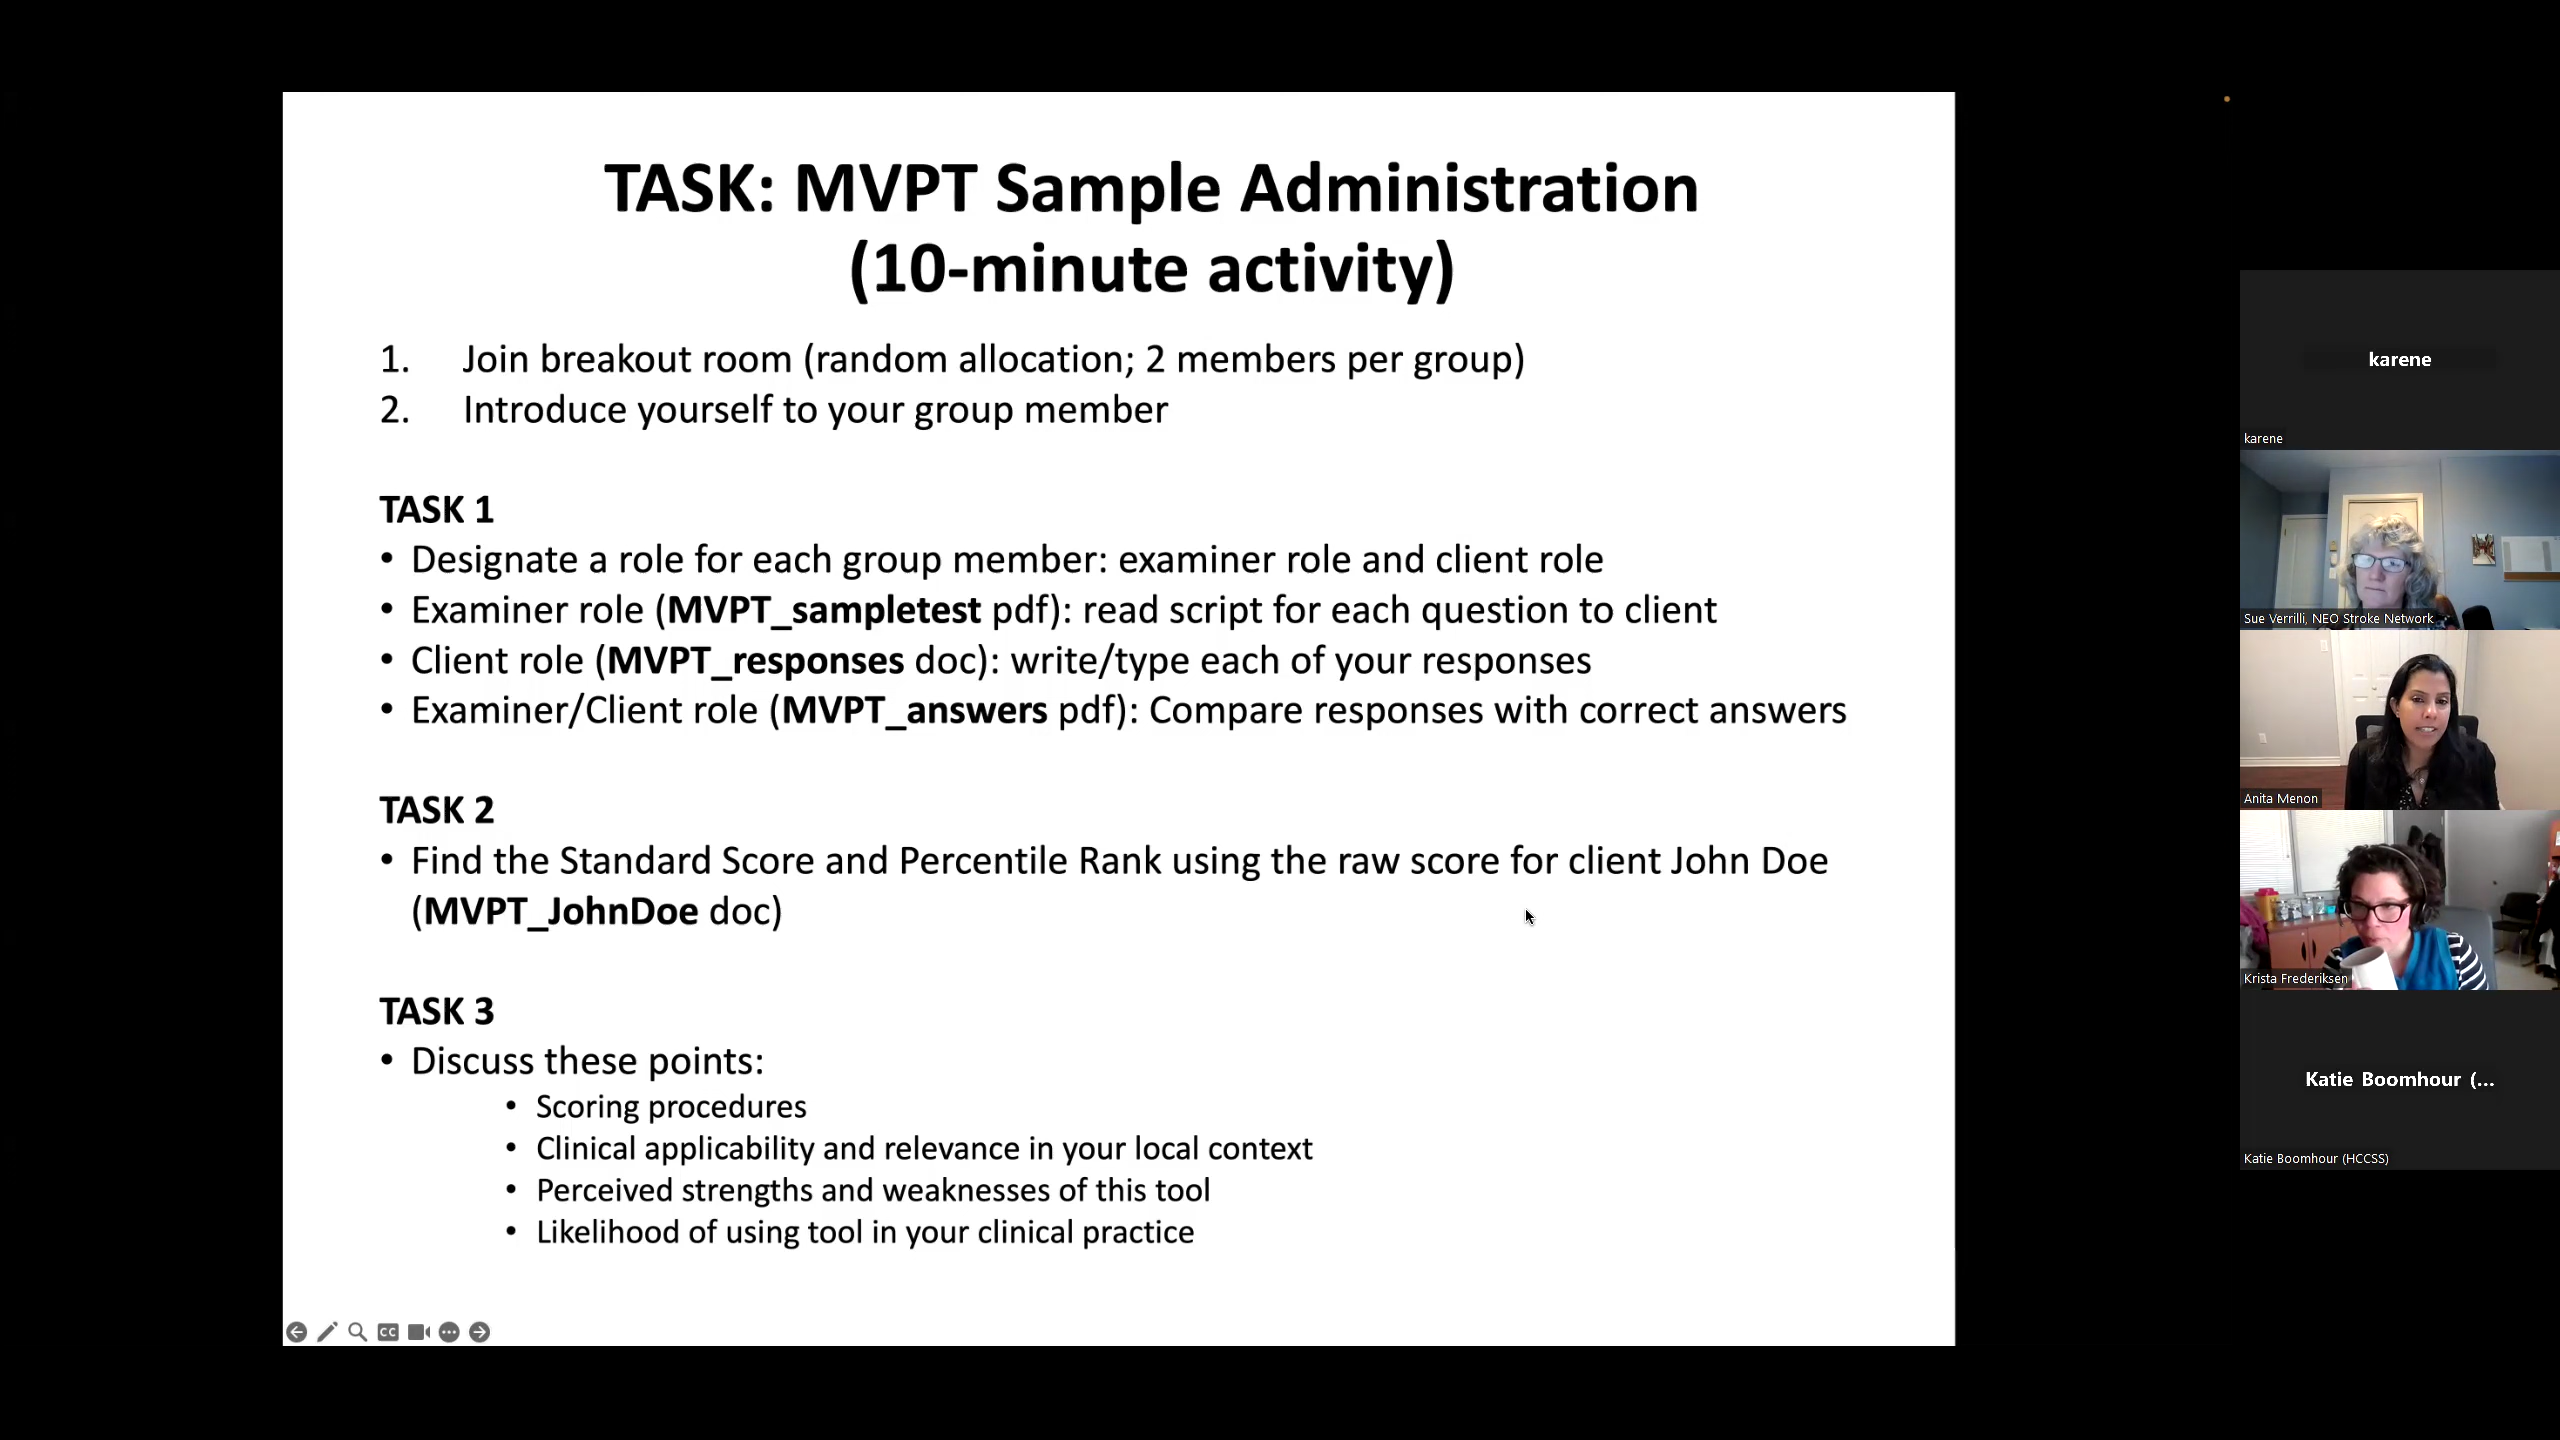 TASK: MVPT Sample Administration
(10-minute activity)
1. Join breakout room (random allocation; 2 members per group)
2. Introduce yourself to your group member
TASK 1
• Designate a role for each group member: examiner role and client role
• Examiner role (MVPT_sampletest pdf): read script for each question to client
• Client role (MVPT_responses doc): write/type each of your responses
• Examiner/Client role (MVPT_answers pdf): Compare responses with correct answers
TASK 2
• Find the Standard Score and Percentile Rank using the raw score for client John Doe
(MVPT_JohnDoe doc)
TASK 3
• Discuss these points:
• Scoring procedures
• Clinical applicability and relevance in your local context
• Perceived strengths and weaknesses of this tool
• Likelihood of using tool in your clinical practice
CC
karene
karene
Sue Verrilli, NEO Stroke Network
Anita Menon
Krista Frederiksen
Katie Boomhour (...
Katie Boomhour (HCCSS)